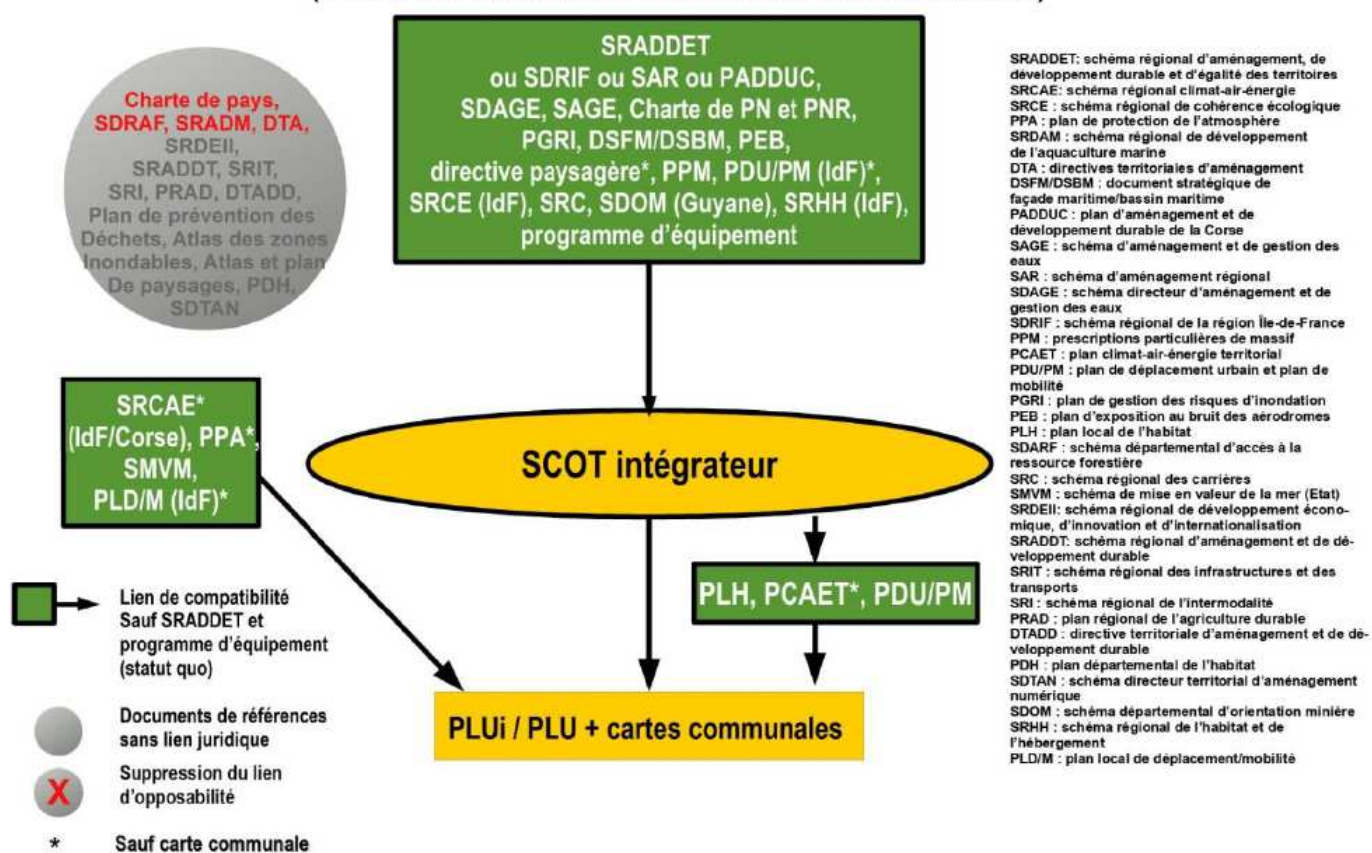 SRADDET
ou SDRIF ou SAR ou PADDUC,
SDAGE, SAGE, Charte de PN et PNR,
PGRI, DSFM/DSBM, PEB,
directive paysagère*, PPM, PDU/PM (IdF)*,
SRCE (IdF), SRC, SDOM (Guyane), SRHH (IdF),
programme d'équipement
Charte de pays,
SDRAF, SRADM, DTA,
SRDEII,
SRADDT, SRIT,
SRI, PRAD, DTADD,
Plan de prévention des
Déchets, Atlas des zones
Inondables, Atlas et plan
De paysages, PDH,
SDTAN
SRCAE*
(IdF/Corse), PPA*,
SMVM,
PLD/M (IdF)*
SCOT intégrateur
PLH, PCAET*, PDU/PM
PLUi / PLU + cartes communales
Lien de compatibilité
Sauf SRADDET et
programme d'équipement
(statut quo)
Documents de références
sans lien juridique
X
Suppression du lien
d'opposabilité
* Sauf carte communale
SRADDET: schéma régional d'aménagement, de
développement durable et d'égalité des territoires
SRCAE: schéma régional climat-air-énergie
SRCE : schéma régional de cohérence écologique
PPA : plan de protection de l'atmosphère
SRDAM : schéma régional de développement
de l'aquaculture marine
DTA : directives territoriales d'aménagement
DSFM/DSBM : document stratégique de
façade maritime/bassin maritime
PADDUC : plan d'aménagement et de
développement durable de la Corse
SAGE : schéma d'aménagement et de gestion des
eaux
SAR : schéma d'aménagement régional
SDAGE : schéma directeur d'aménagement et de
gestion des eaux
SDRIF : schéma régional de la région Île-de-France
PPM : prescriptions particulières de massif
PCAET : plan climat-air-énergie territorial
PDU/PM : plan de déplacement urbain et plan de
mobilité
PGRI : plan de gestion des risques d'inondation
PEB : plan d'exposition au bruit des aérodromes
PLH : plan local de l'habitat
SDARF : schéma départemental d'accès à la
ressource forestière
SRC : schéma régional des carrières
SMVM : schéma de mise en valeur de la mer (Etat)
SRDEII: schéma régional de développement écono-
mique, d'innovation et d'internationalisation
SRADDT: schéma régional d'aménagement et de dé-
veloppement durable
SRIT : schéma régional des infrastructures et des
transports
SRI : schéma régional de l'intermodalité
PRAD : plan régional de l'agriculture durable
DTADD : directive territoriale d'aménagement et de dé-
veloppement durable
PDH : plan départemental de l'habitat
SDTAN : schéma directeur territorial d'aménagement
numérique
SDOM : schéma départemental d'orientation minière
SRHH : schéma régional de l'habitat et de
l'hébergement
PLD/M : plan local de déplacement/mobilité